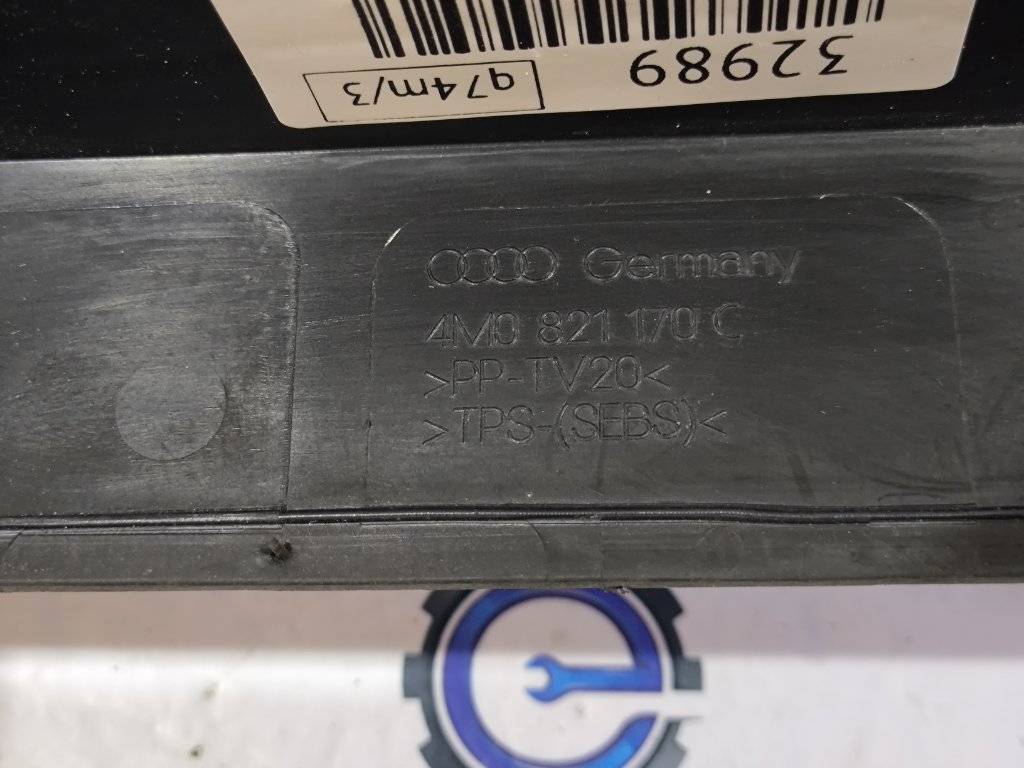 32989
q74m/3
Germany
4M0 821 170 C
>PP-TV20<
>TPS-(SEBS)<